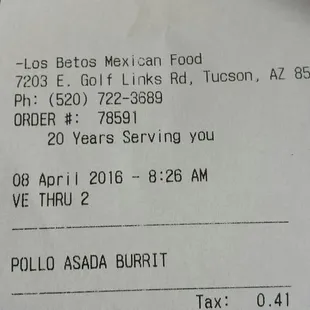 -Los Betos Mexican Food
7203 E. Golf Links Rd, Tucson, AZ 85
Ph: (520) 722-3689
ORDER #: 78591
20 Years Serving you
08 April 2016 - 8:26 AM
VE THRU 2
POLLO ASADA BURRIT
Tax: 0.41